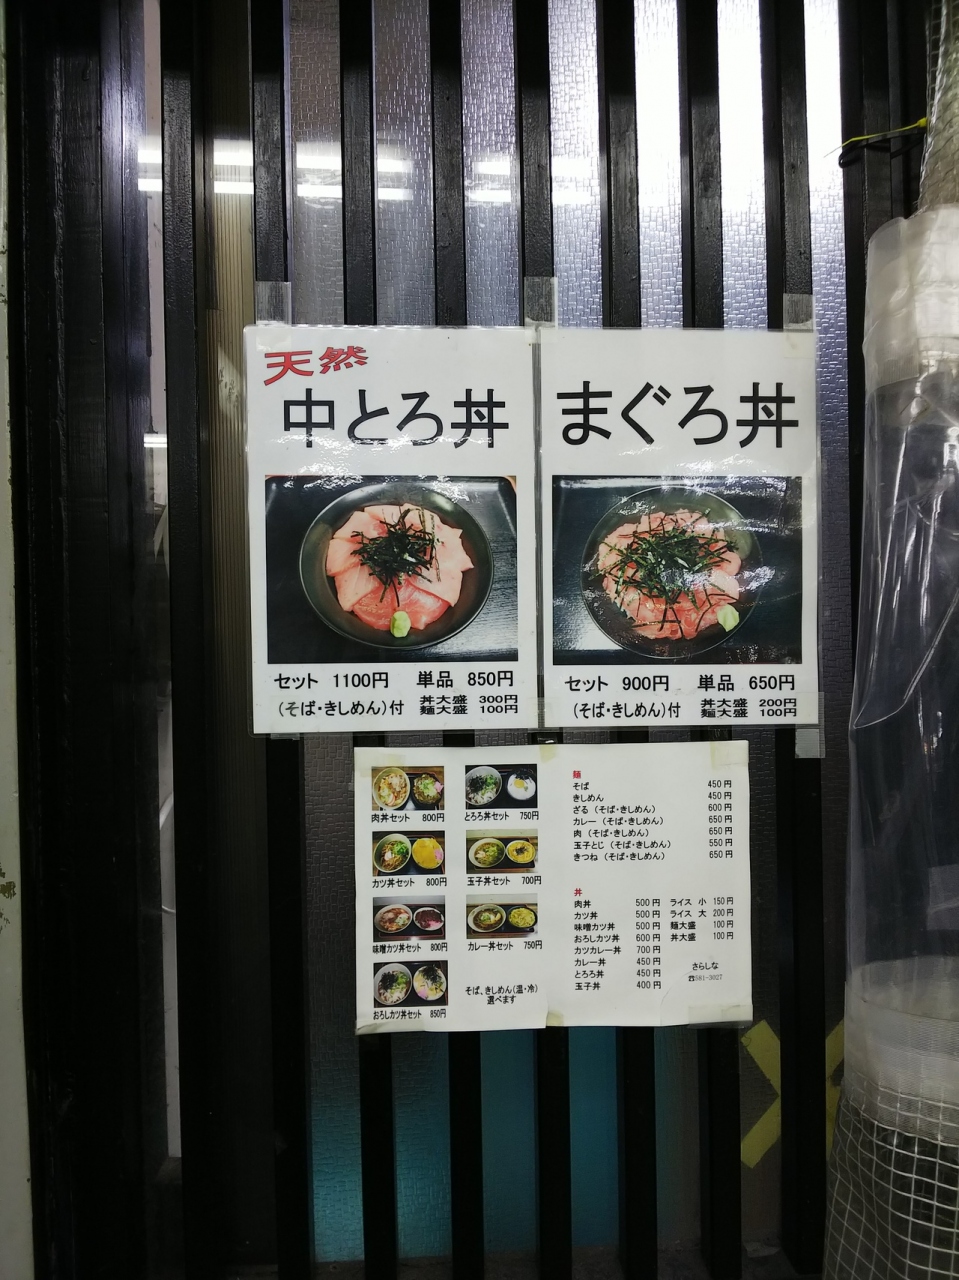 天然
中とろ丼
セット 1100円 単品 850円
(そば・きしめん)付 丼大盛 300円
麺大盛 100円
まぐろ丼
セット 900円 単品 650円
(そば・きしめん)付 丼大盛 200円
麺大盛 100円
肉丼セット 800円
とろろ丼セット 750円
カツ丼セット 800円
玉子丼セット 700円
味噌カツ丼セット 800円
カレー丼セット 750円
おろしカツ丼セット 850円
そば、きしめん(温・冷)
選べます
麺
そば 450円
きしめん 450円
ざる (そば・きしめん) 600円
カレー (そば・きしめん) 650円
肉 (そば・きしめん) 650円
玉子とじ (そば・きしめん) 550円
きつね (そば・きしめん) 650円
丼
肉丼 500円
カツ丼 500円
味噌カツ丼 500円
おろしカツ丼 600円
カツカレー丼 700円
カレー丼 450円
とろろ丼 450円
玉子丼 400円
ライス 小 150円
ライス 大 200円
麺大盛 100円
丼大盛 100円
さらしな
☎581-3027